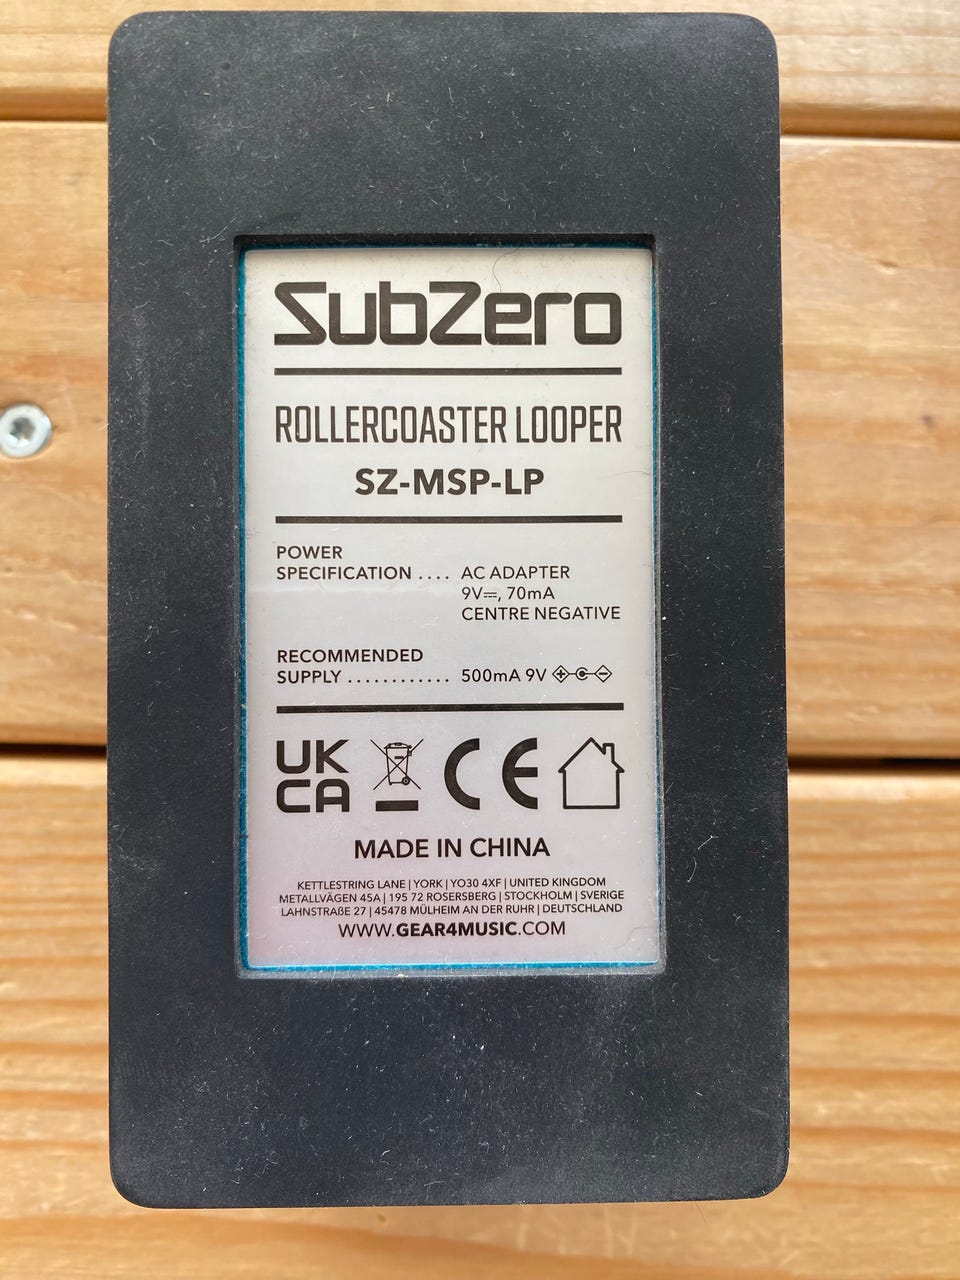 SubZero
ROLLERCOASTER LOOPER
SZ-MSP-LP
POWER
SPECIFICATION .... AC ADAPTER
9V⎓, 70mA
CENTRE NEGATIVE
RECOMMENDED
SUPPLY ............ 500mA 9V
UK
CA
CE
MADE IN CHINA
KETTLESTRING LANE | YORK | YO30 4XF | UNITED KINGDOM
METALLVÄGEN 45A | 195 72 ROSERSBERG | STOCKHOLM | SVERIGE
LAHNSTRAßE 27 | 45478 MÜLHEIM AN DER RUHR | DEUTSCHLAND
WWW.GEAR4MUSIC.COM